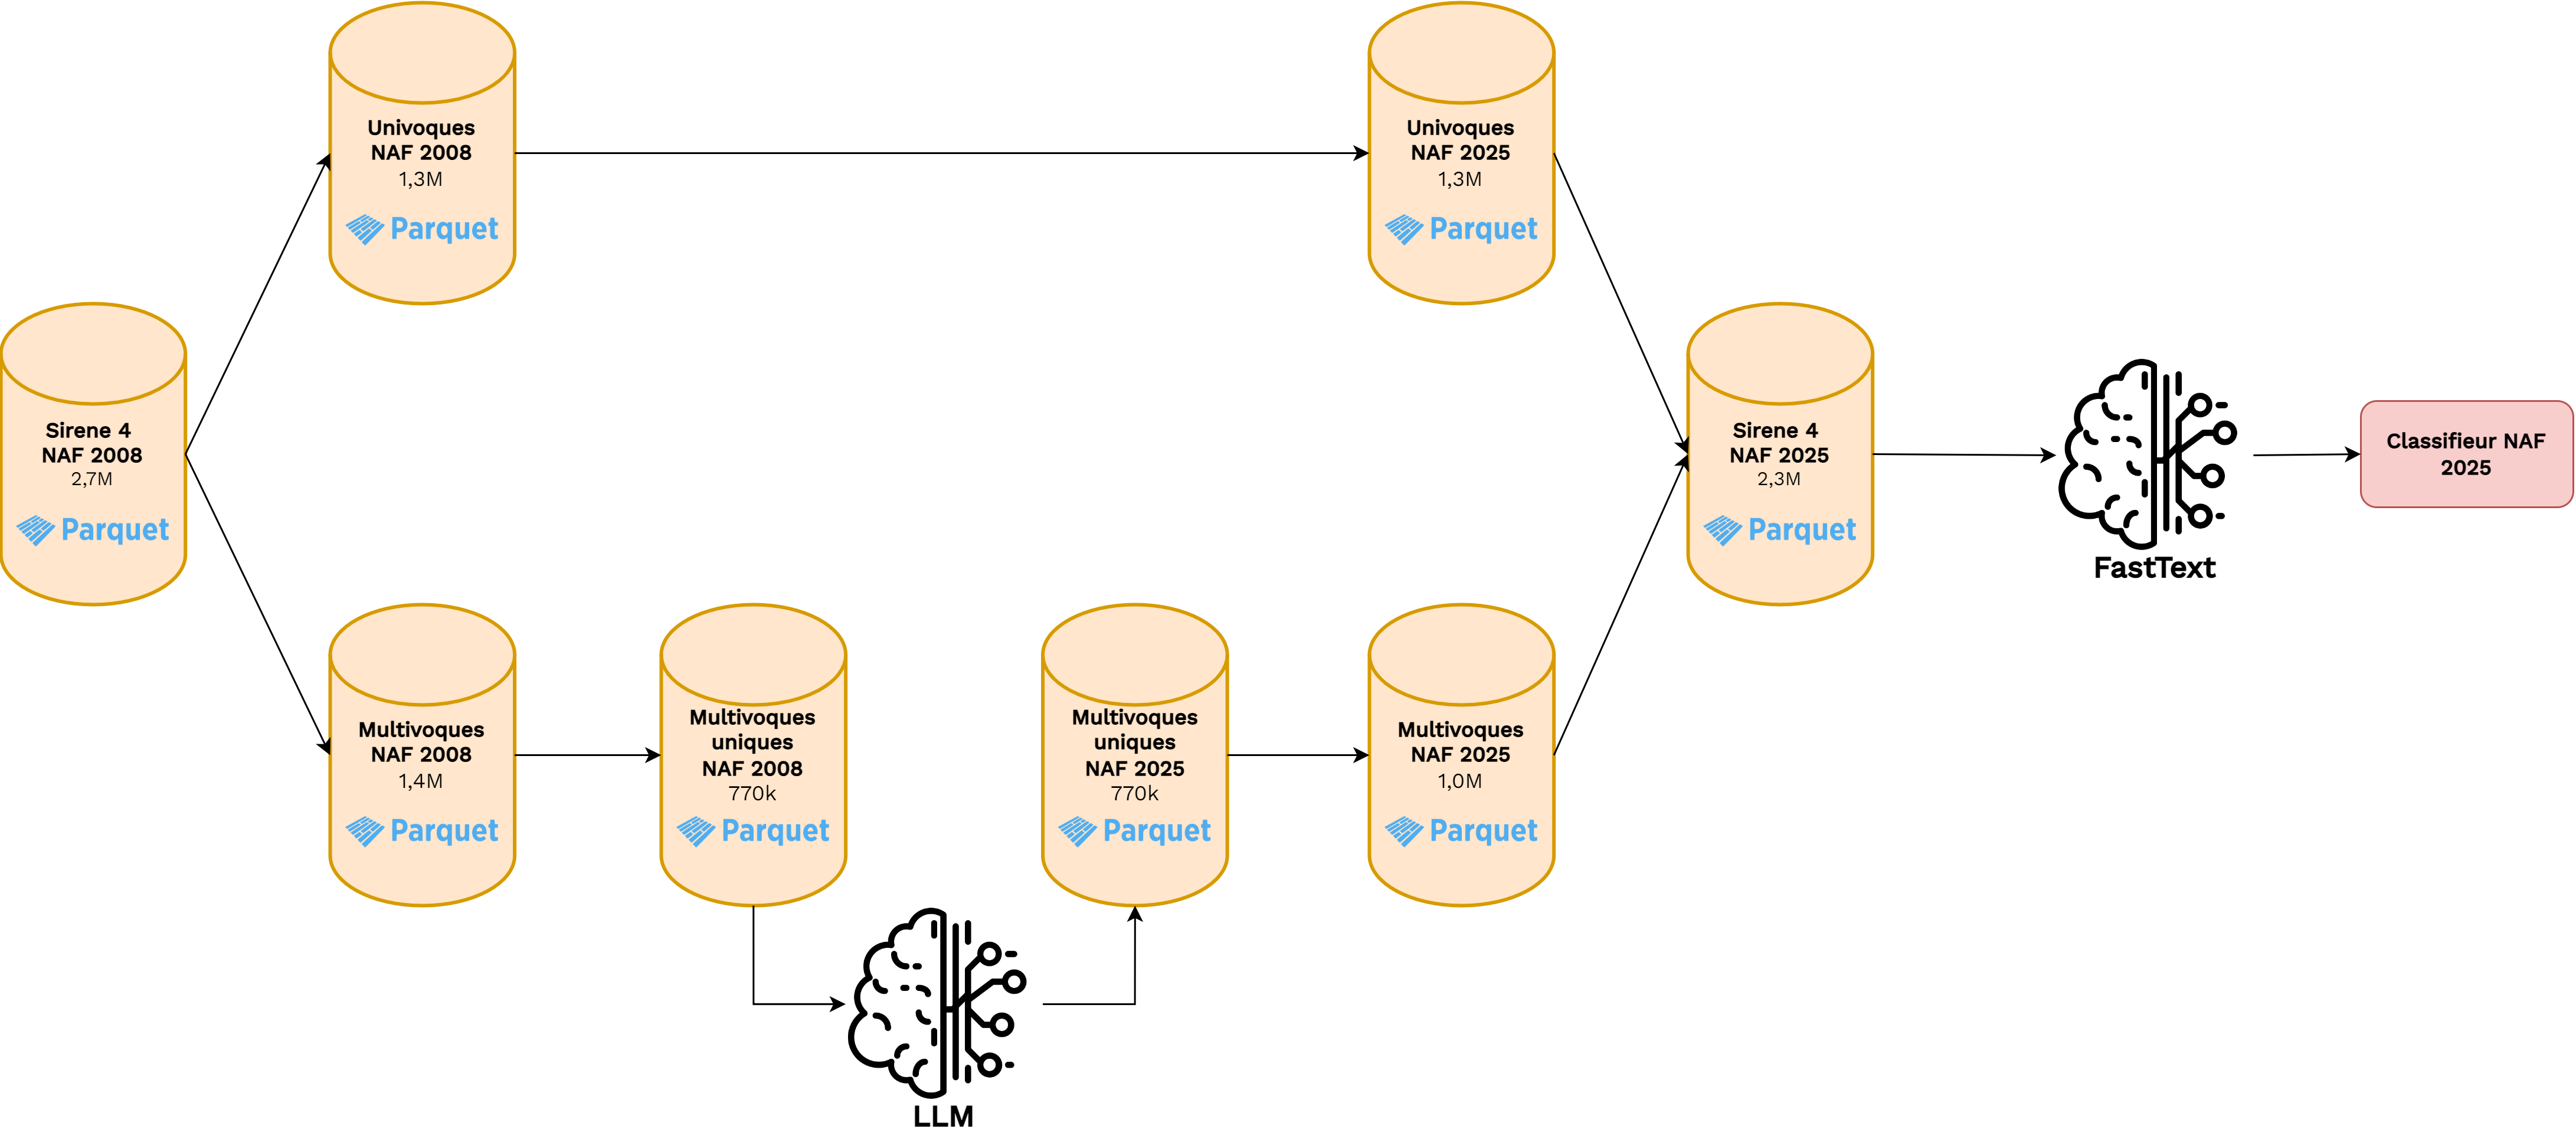 Univoques
NAF 2008
1,3M
Parquet
Univoques
NAF 2025
1,3M
Parquet
Sirene 4
NAF 2008
2,7M
Parquet
Sirene 4
NAF 2025
2,3M
Parquet
FastText
Classifieur NAF
2025
Multivoques
NAF 2008
1,4M
Parquet
Multivoques
uniques
NAF 2008
770k
Parquet
Multivoques
uniques
NAF 2025
770k
Parquet
Multivoques
NAF 2025
1,0M
Parquet
LLM